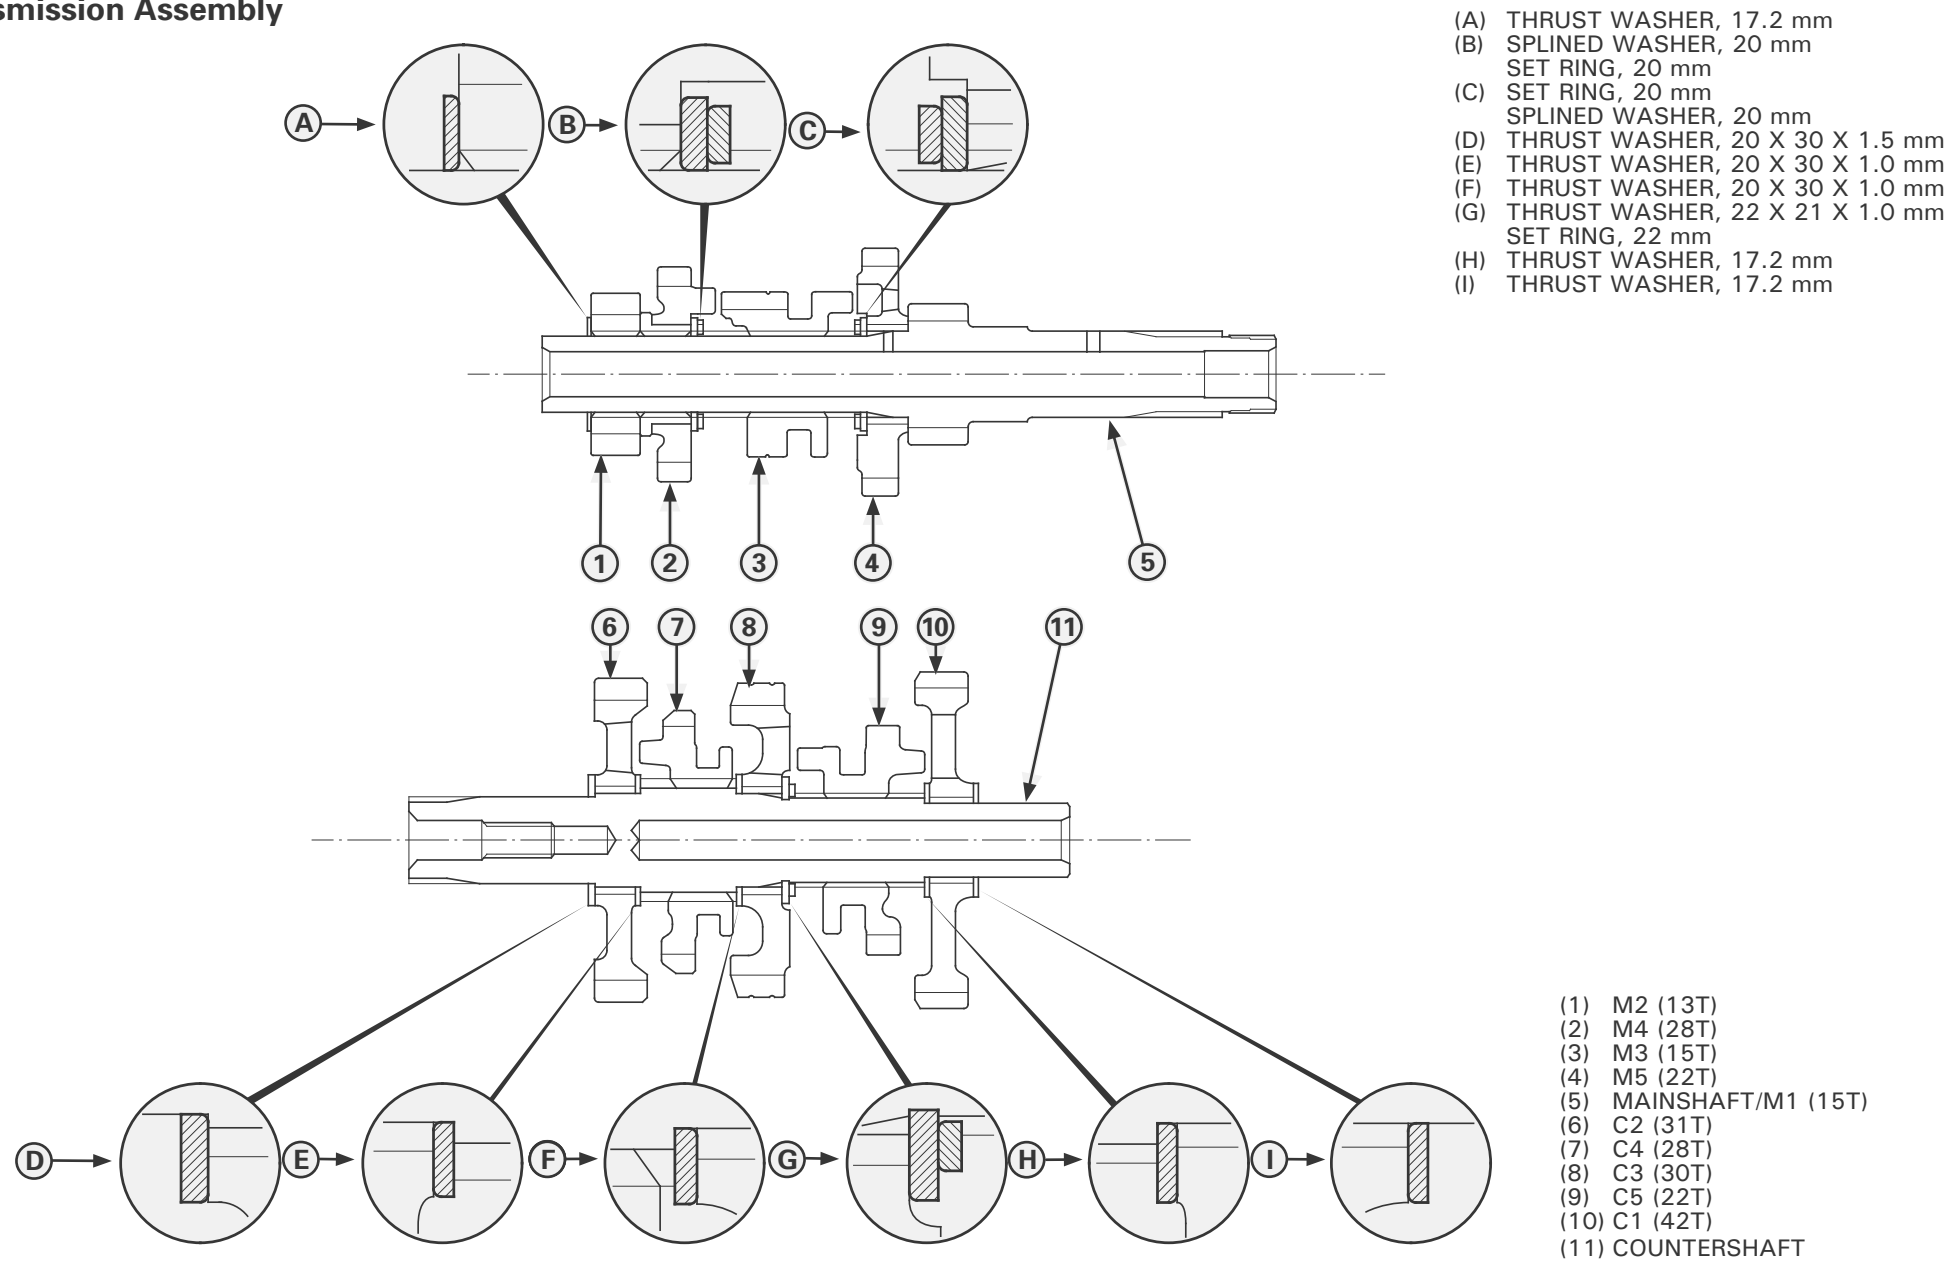 smission Assembly
(A) THRUST WASHER, 17.2 mm
(B) SPLINED WASHER, 20 mm
SET RING, 20 mm
(C) SET RING, 20 mm
SPLINED WASHER, 20 mm
(D) THRUST WASHER, 20 X 30 X 1.5 mm
(E) THRUST WASHER, 20 X 30 X 1.0 mm
(F) THRUST WASHER, 20 X 30 X 1.0 mm
(G) THRUST WASHER, 22 X 21 X 1.0 mm
SET RING, 22 mm
(H) THRUST WASHER, 17.2 mm
(I) THRUST WASHER, 17.2 mm
A B C
1 2 3 4 5
6 7 8 9 10 11
D E F G H I
(1) M2 (13T)
(2) M4 (28T)
(3) M3 (15T)
(4) M5 (22T)
(5) MAINSHAFT/M1 (15T)
(6) C2 (31T)
(7) C4 (28T)
(8) C3 (30T)
(9) C5 (22T)
(10) C1 (42T)
(11) COUNTERSHAFT